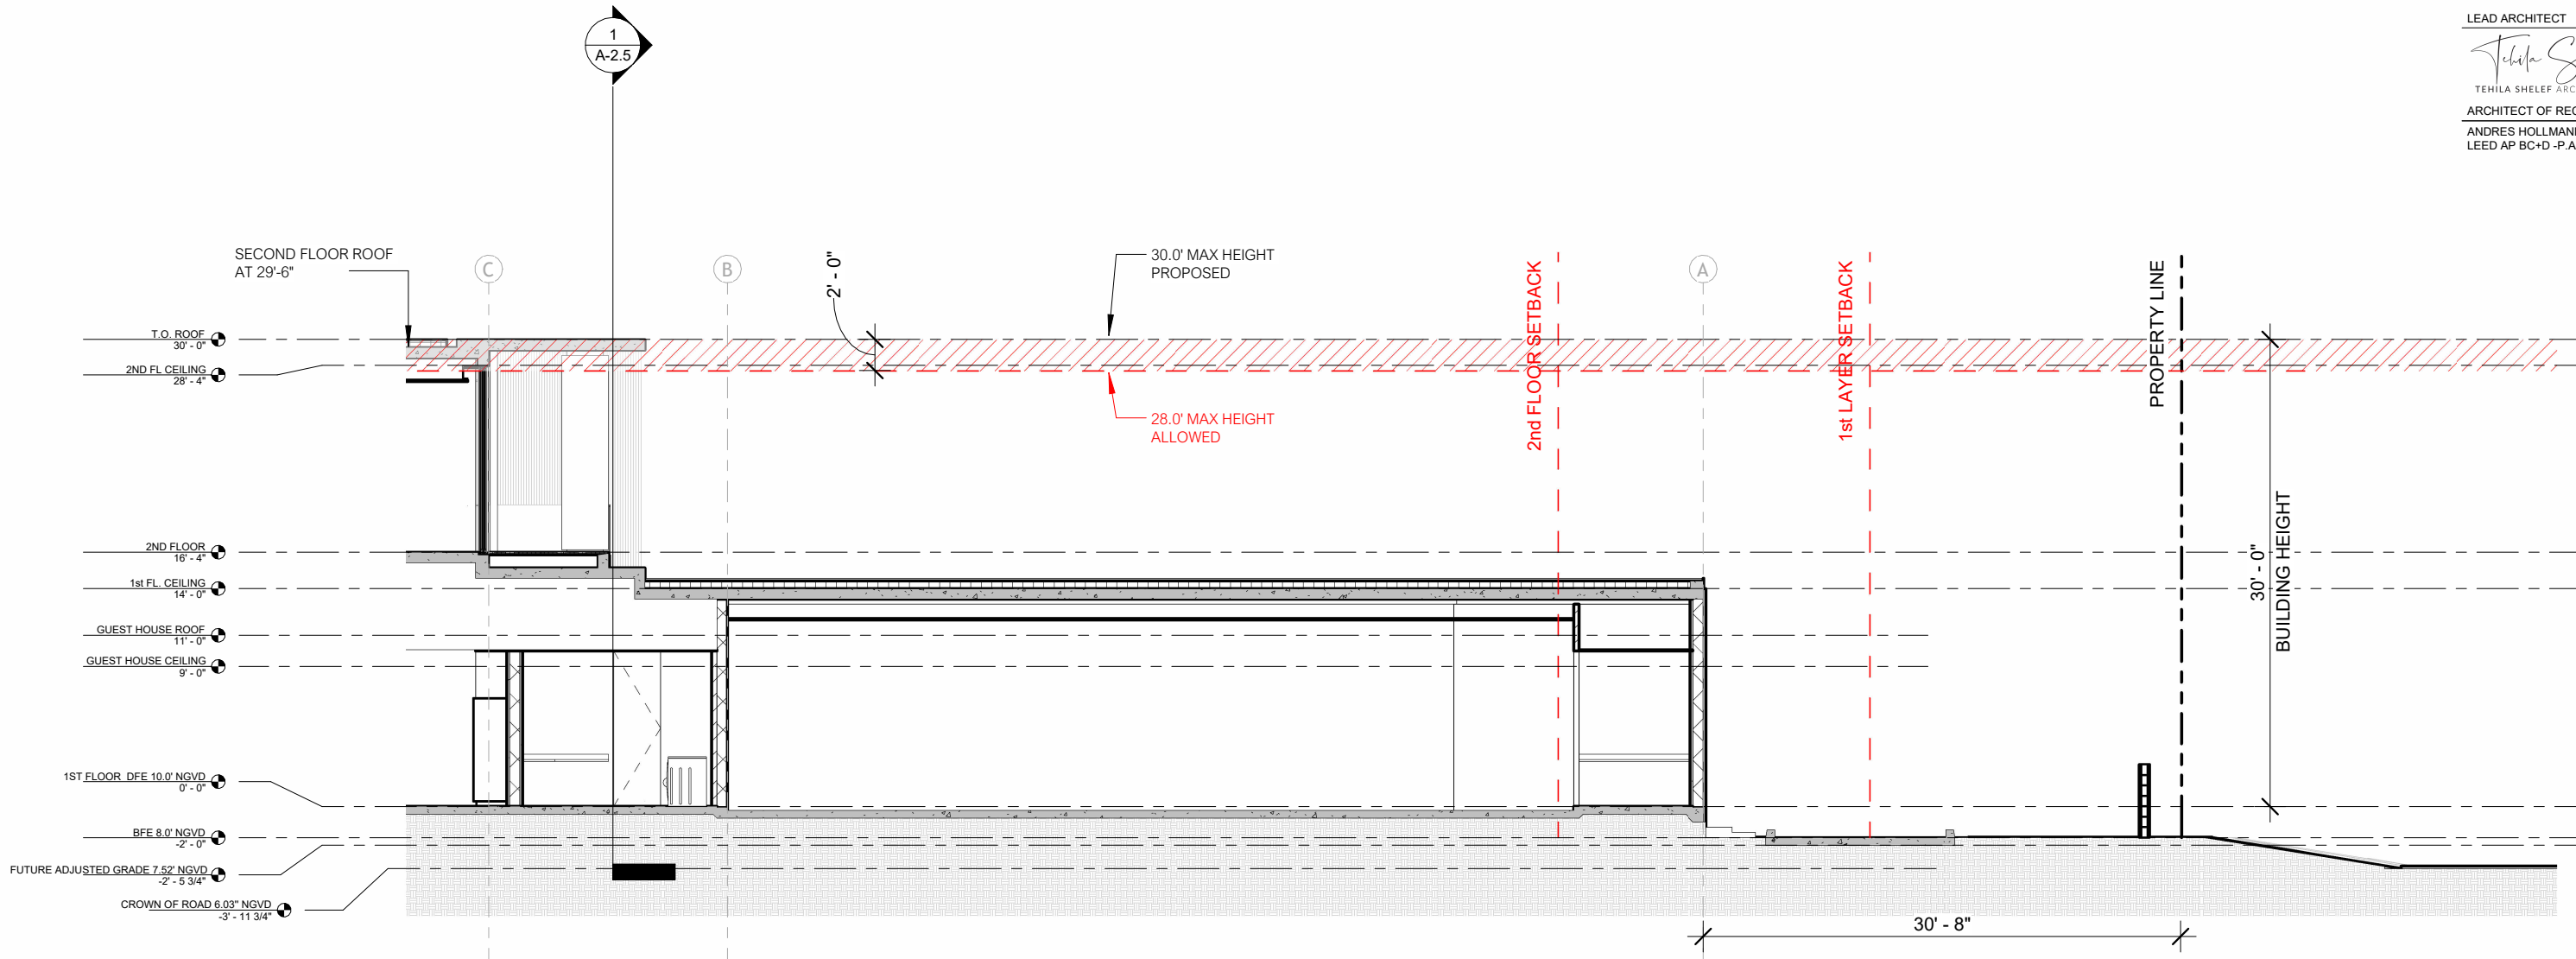 1
A-2.5
LEAD ARCHITECT
TEHILA SHELEF
ARCHITECT OF
ANDRES
LEED AP BC+D -P.A
SECOND FLOOR ROOF
AT 29'-6"
C
B
2' - 0"
30.0' MAX HEIGHT
PROPOSED
28.0' MAX HEIGHT
ALLOWED
2nd FLOOR SETBACK
A
1st LAYER SETBACK
PROPERTY LINE
30' - 0"
BUILDING HEIGHT
T.O. ROOF
30' - 0"
2ND FL CEILING
28' - 4"
2ND FLOOR
16' - 4"
1st FL. CEILING
14' - 0"
GUEST HOUSE ROOF
11' - 0"
GUEST HOUSE CEILING
9' - 0"
1ST FLOOR DFE 10.0' NGVD
0' - 0"
BFE 8.0' NGVD
-2' - 0"
FUTURE ADJUSTED GRADE 7.52' NGVD
-2' - 5 3/4"
CROWN OF ROAD 6.03" NGVD
-3' - 11 3/4"
30' - 8"